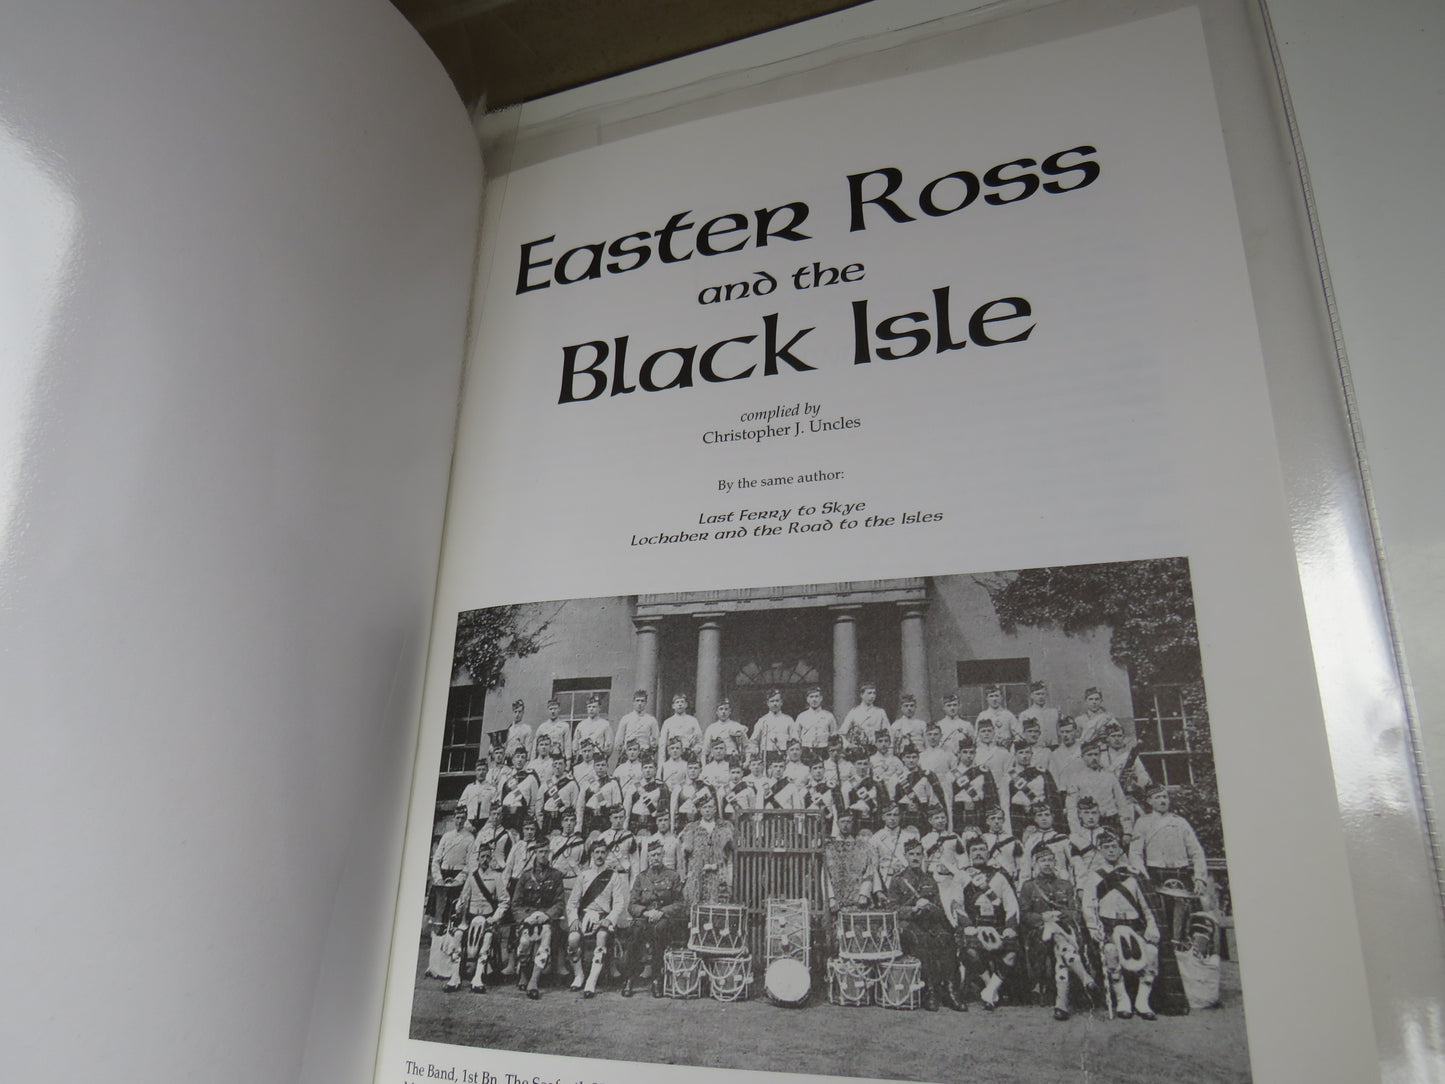 Easter Ross
and the
Black Isle
complied by
Christopher J. Uncles
By the same author:
Last Ferry to Skye
Lochaber and the Road to the Isles
The Band, 1st Bn. The